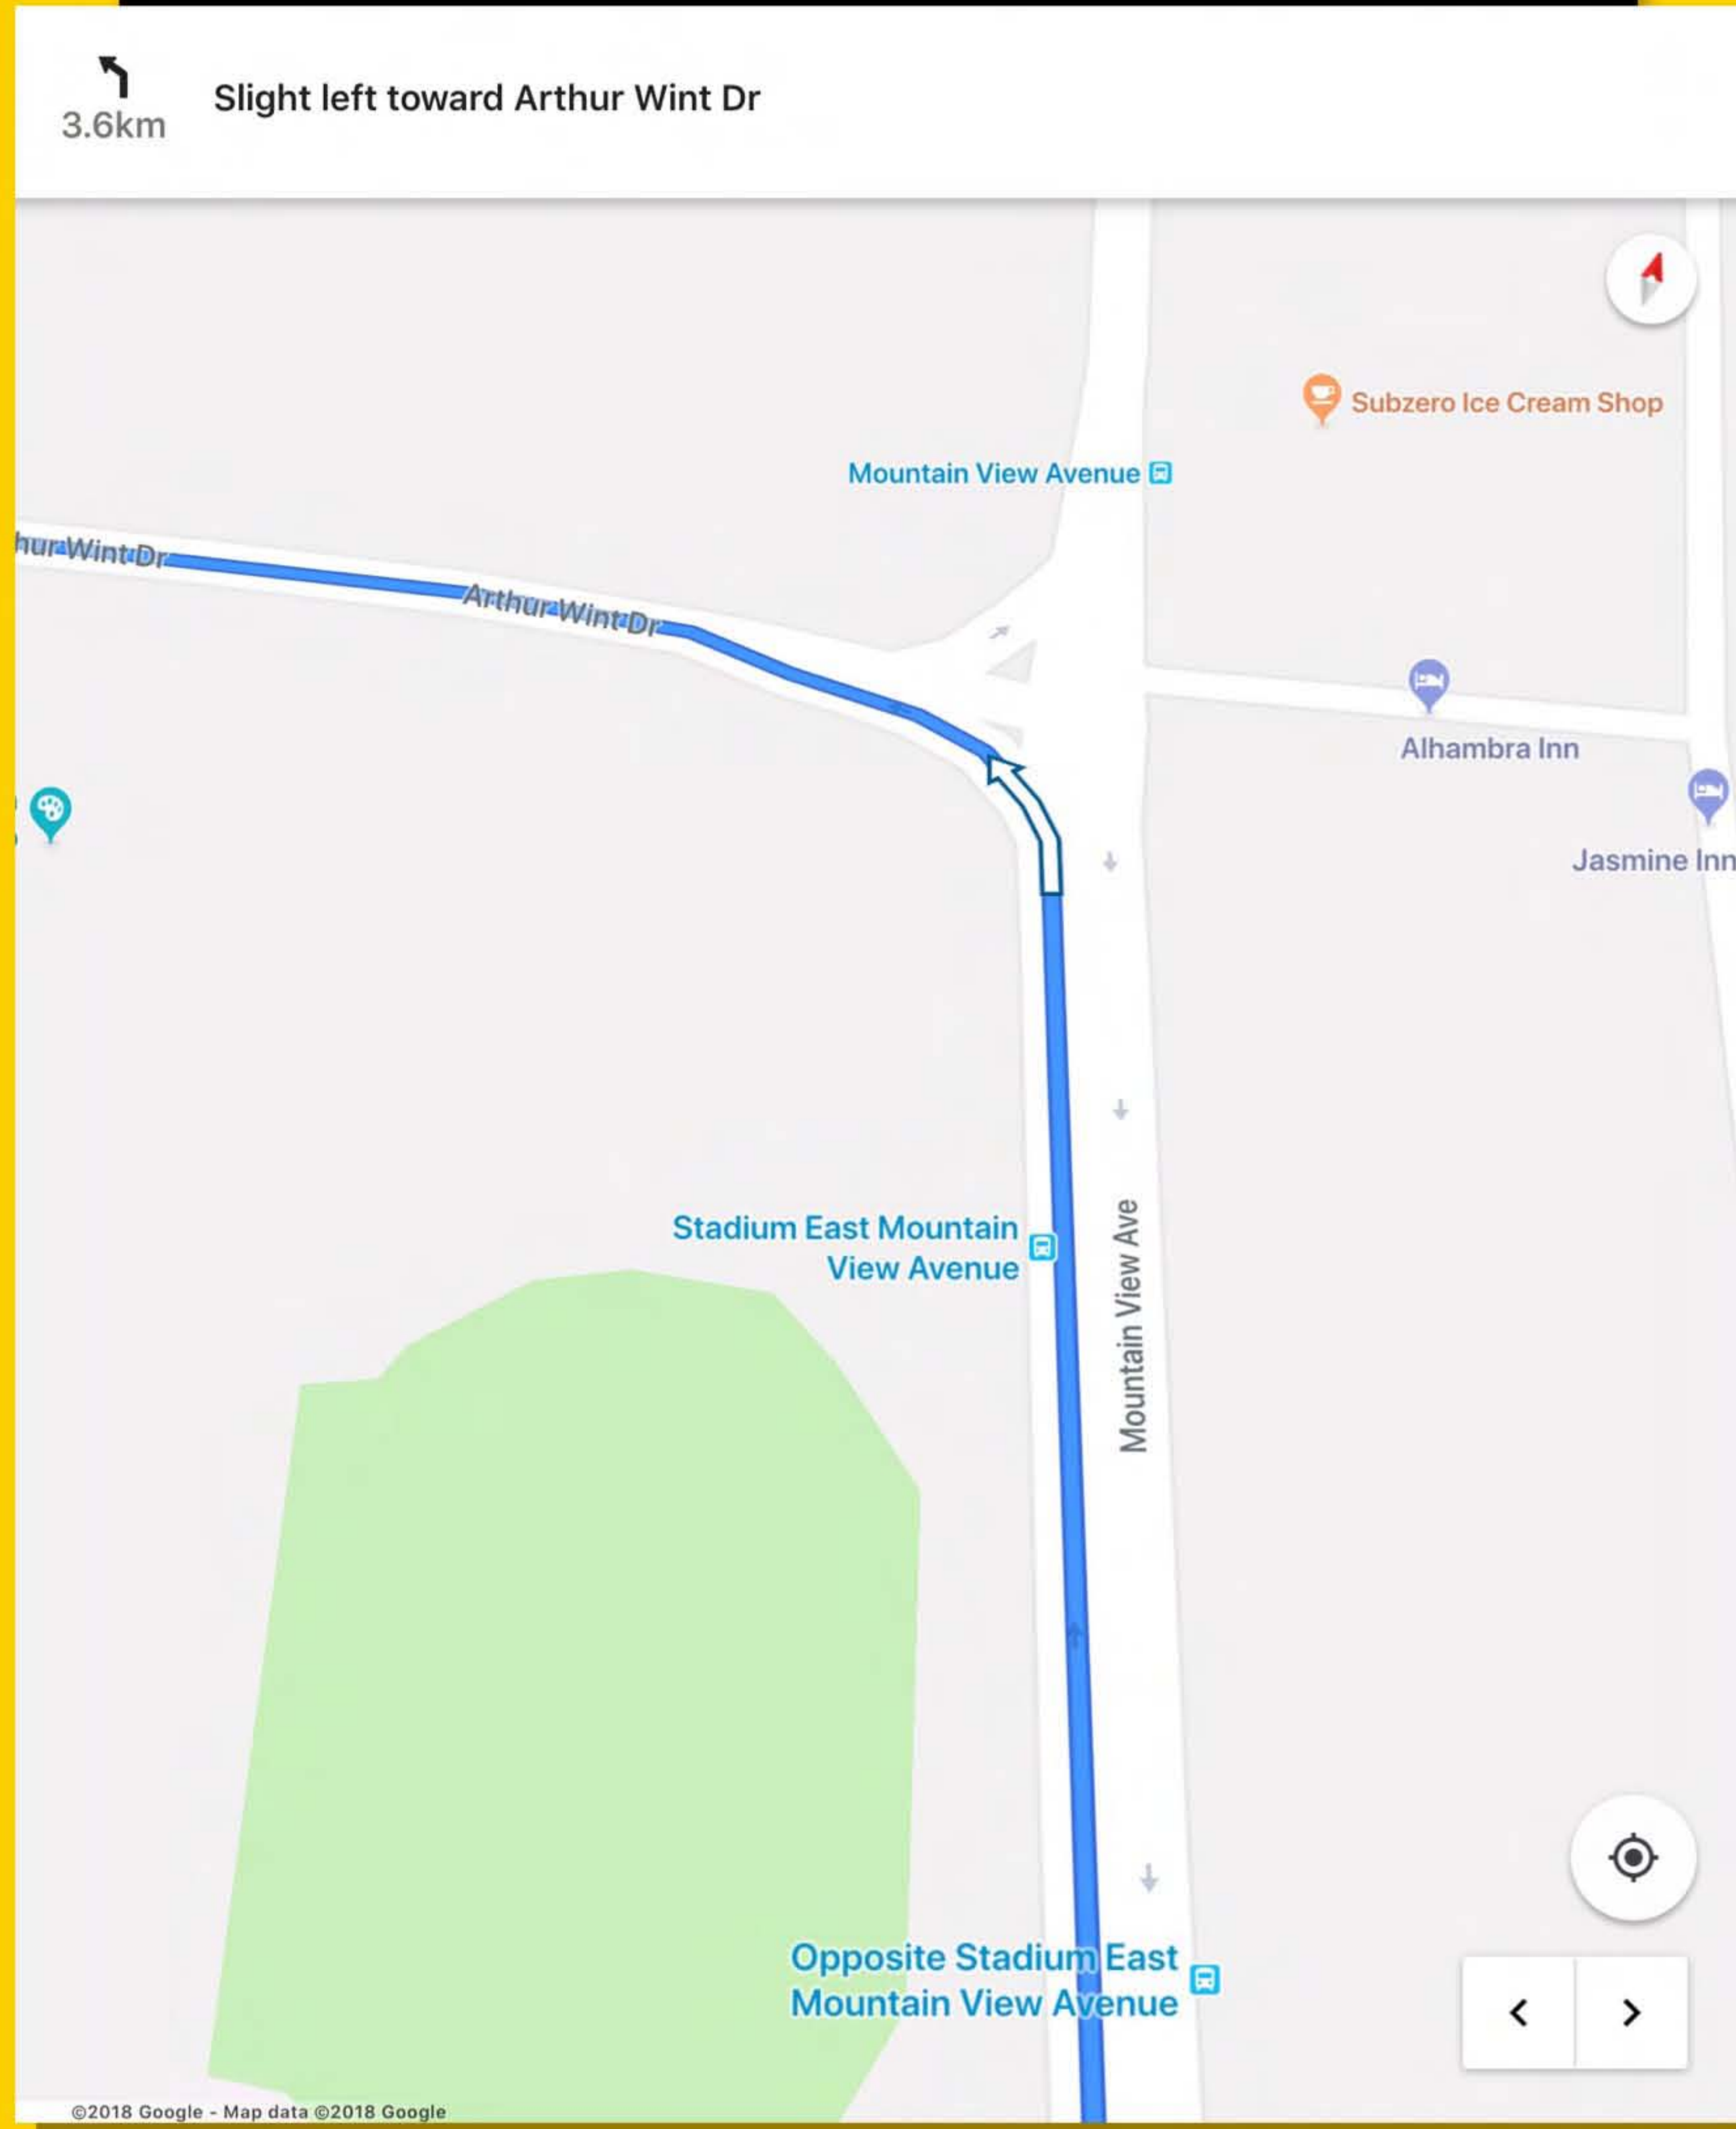 Slight left toward Arthur Wint Dr
3.6km
Subzero Ice Cream Shop
Mountain View Avenue
hur Wint Dr
Arthur Wint Dr
Alhambra Inn
Jasmine Inn
Stadium East Mountain
View Avenue
Mountain View Ave
Opposite Stadium East
Mountain View Avenue
©2018 Google - Map data ©2018 Google